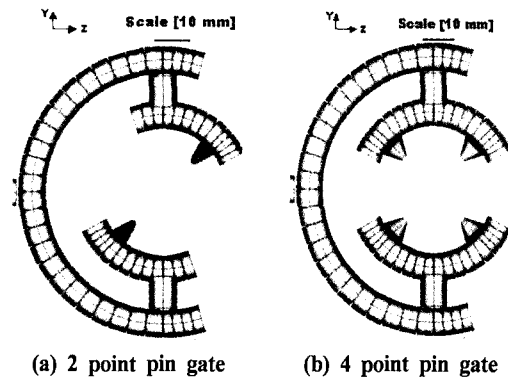 Y Z Scale [10 mm]
Y Z Scale [10 mm]
(a) 2 point pin gate
(b) 4 point pin gate